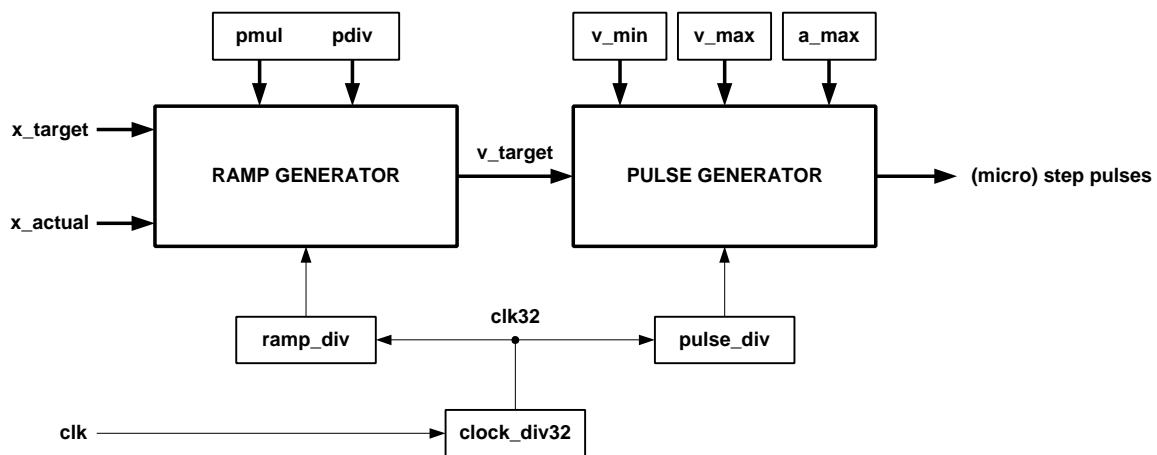 pmul pdiv
v_min
v_max
a_max
x_target
RAMP GENERATOR
v_target
PULSE GENERATOR
(micro) step pulses
x_actual
clk32
ramp_div
pulse_div
clk
clock_div32